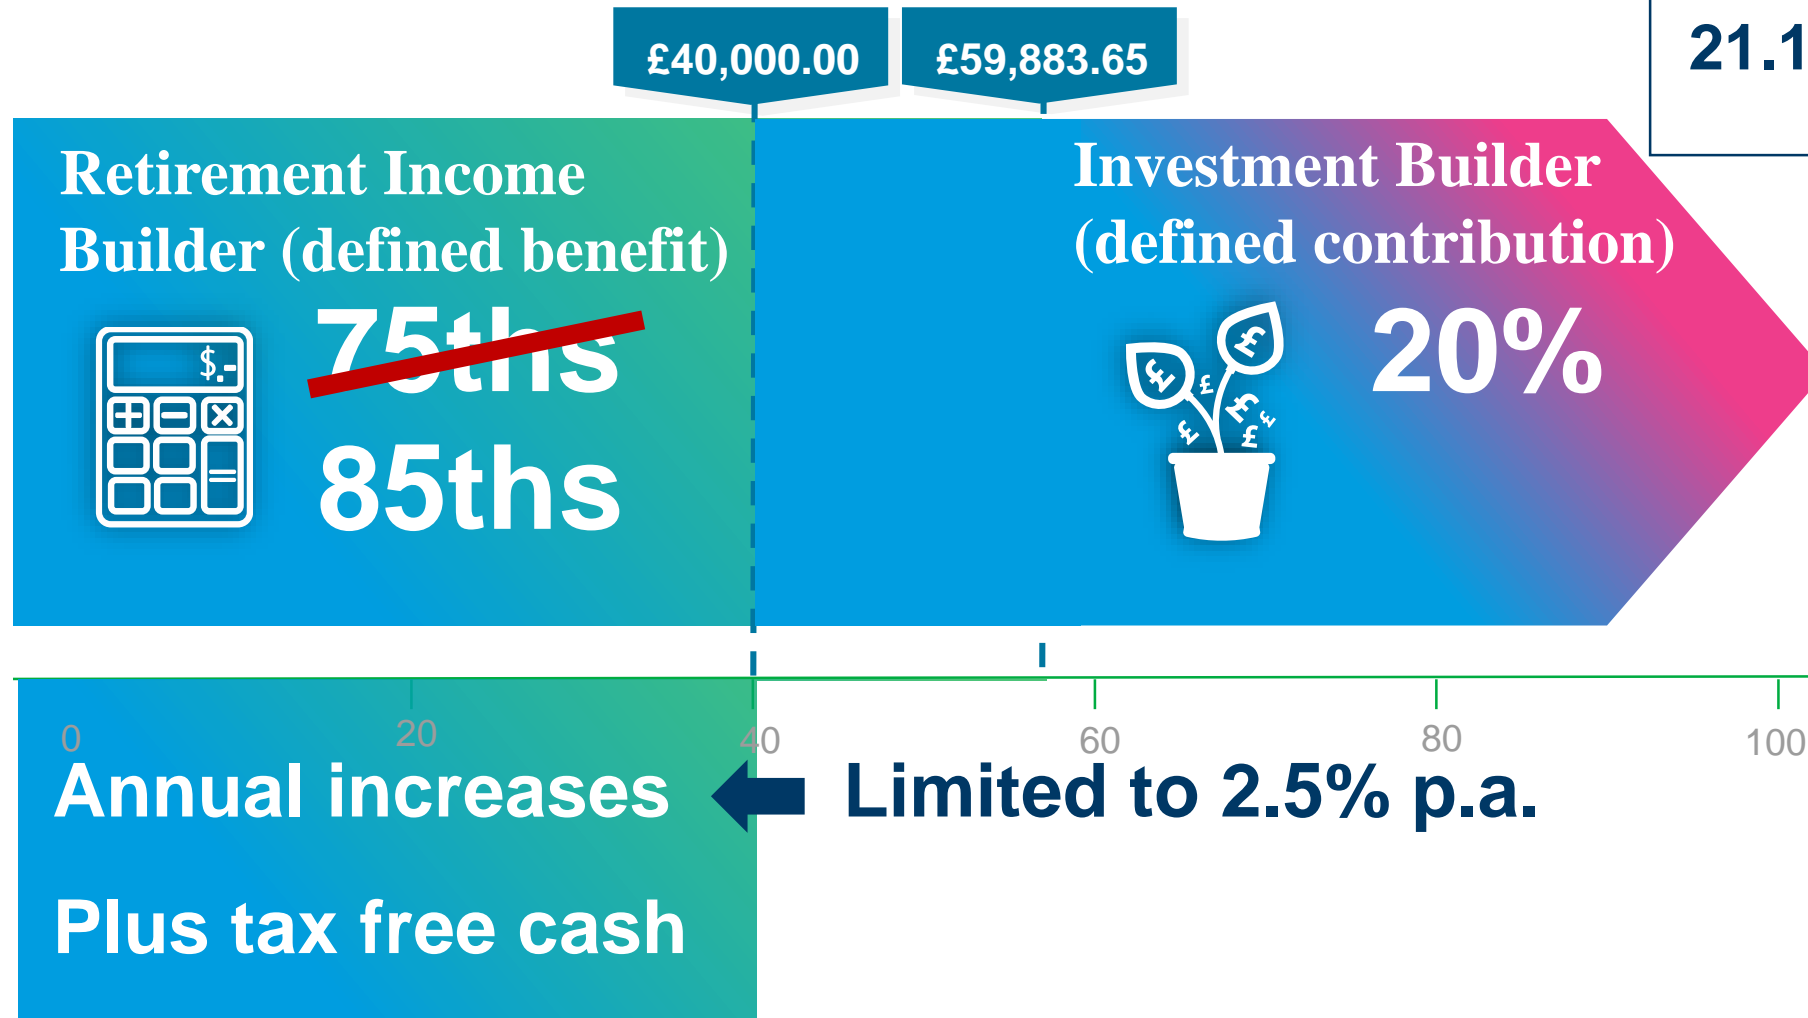 £40,000.00
£59,883.65
21.1
Retirement Income
Builder (defined benefit)
75ths
85ths
$.-
Investment Builder
(defined contribution)
20%
££
£
£
£
£
£
0
20
40
60
80
100
Annual increases
Limited to 2.5% p.a.
Plus tax free cash